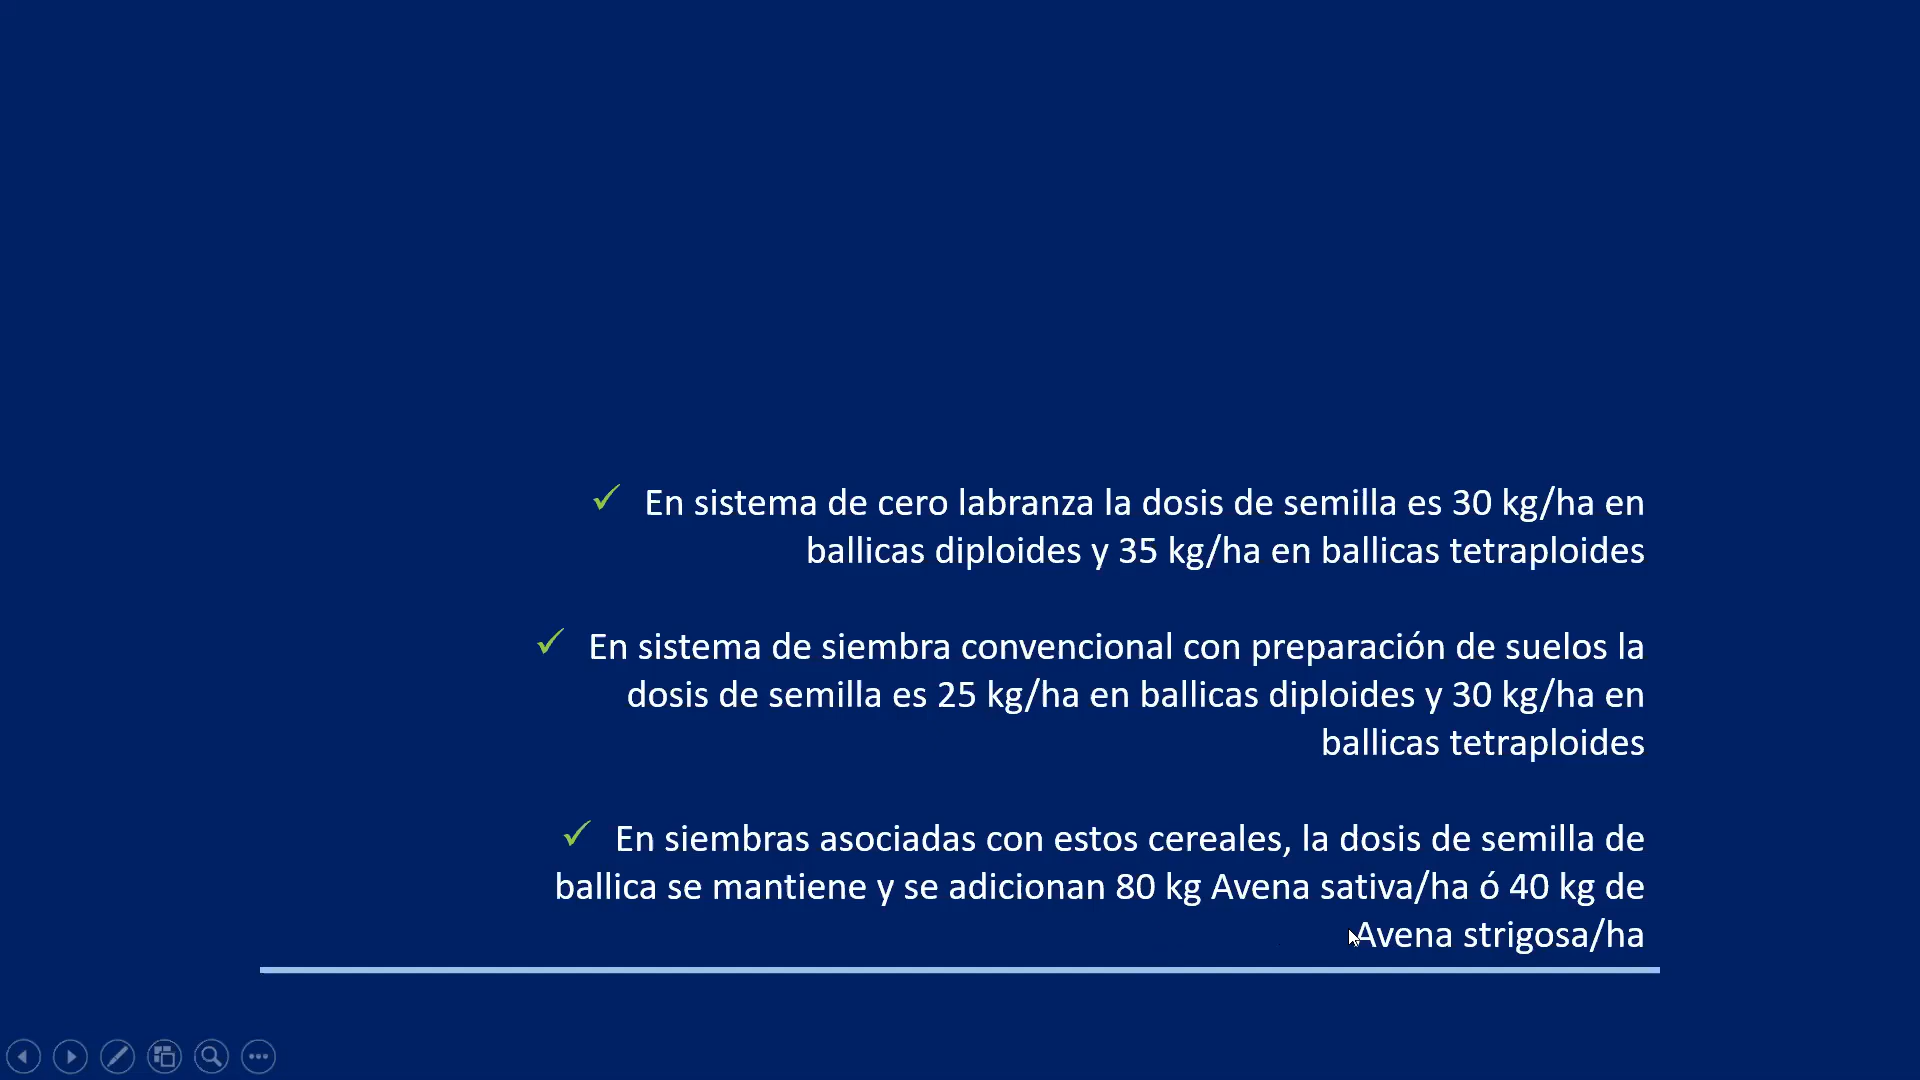 En sistema de cero labranza la dosis de semilla es 30 kg/ha en
ballicas diploides y 35 kg/ha en ballicas tetraploides
En sistema de siembra convencional con preparación de suelos la
dosis de semilla es 25 kg/ha en ballicas diploides y 30 kg/ha en
ballicas tetraploides
En siembras asociadas con estos cereales, la dosis de semilla de
ballica se mantiene y se adicionan 80 kg Avena sativa/ha ó 40 kg de
Avena strigosa/ha